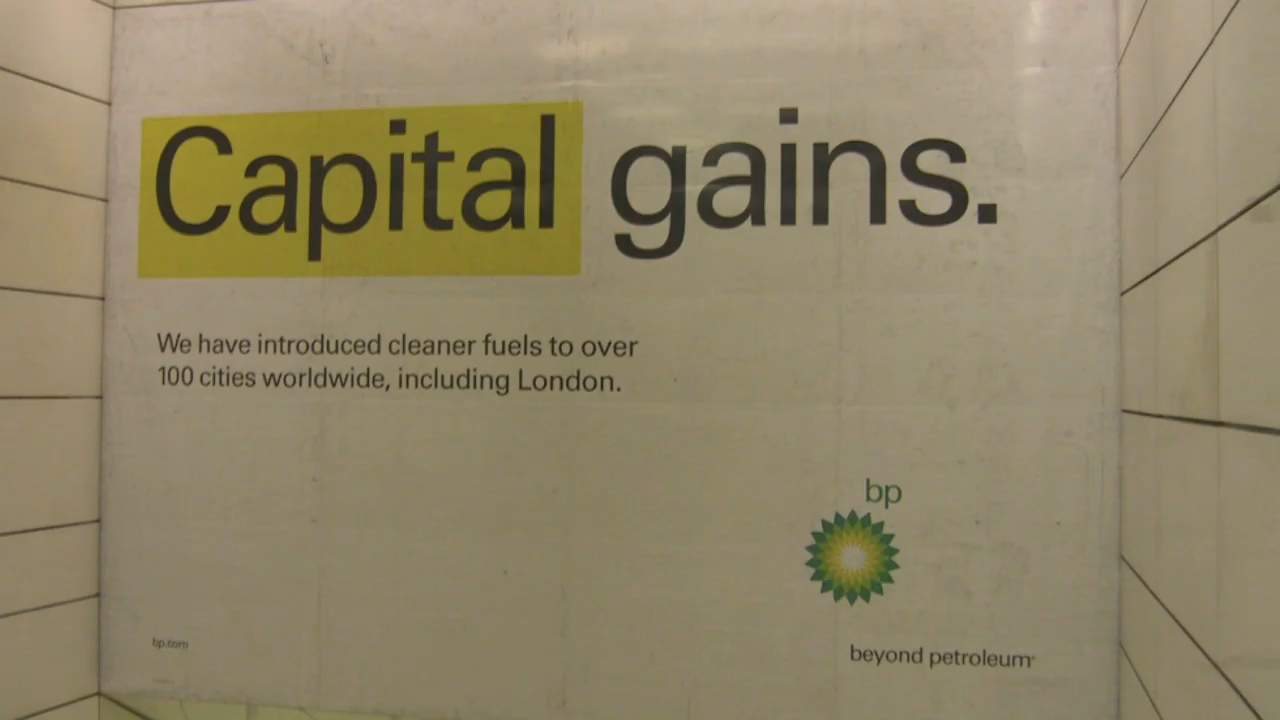 Capital gains.
We have introduced cleaner fuels to over
100 cities worldwide, including London.
bp
bp.com
beyond petroleum®